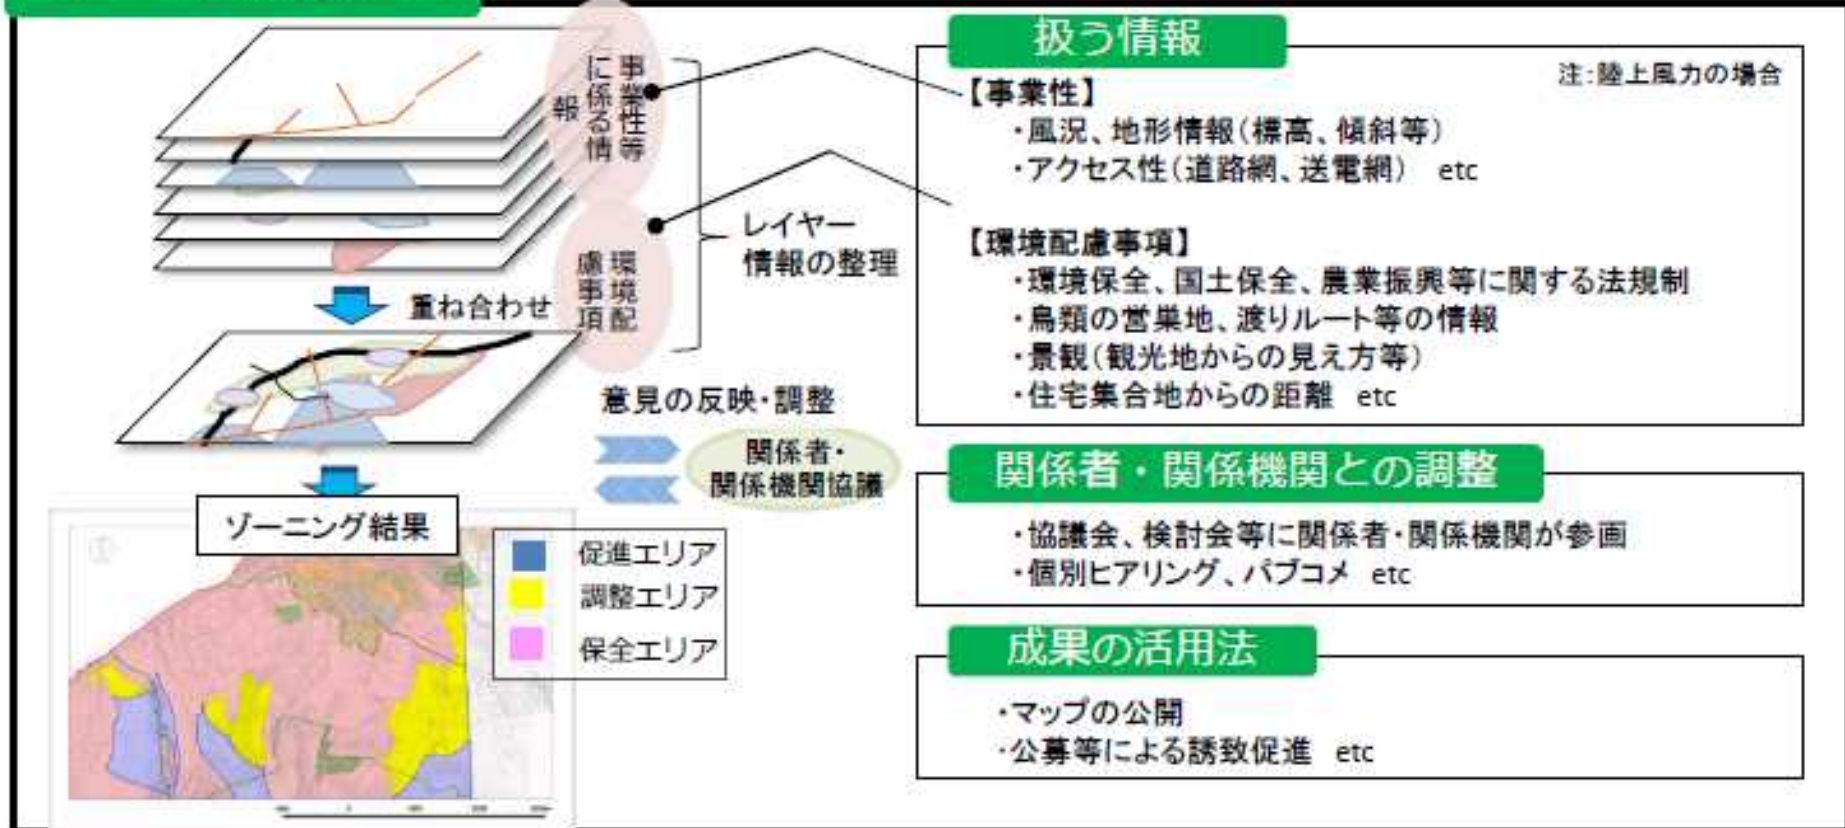 事業性等
に係る情
報
環境配
慮事項
レイヤー
情報の整理
重ね合わせ
意見の反映・調整
関係者・
関係機関協議
ゾーニング結果
促進エリア
調整エリア
保全エリア
扱う情報
注:陸上風力の場合
【事業性】
・風況、地形情報(標高、傾斜等)
・アクセス性(道路網、送電網) etc
【環境配慮事項】
・環境保全、国土保全、農業振興等に関する法規制
・鳥類の営巣地、渡りルート等の情報
・景観(観光地からの見え方等)
・住宅集合地からの距離 etc
関係者・関係機関との調整
・協議会、検討会等に関係者・関係機関が参画
・個別ヒアリング、パブコメ etc
成果の活用法
・マップの公開
・公募等による誘致促進 etc